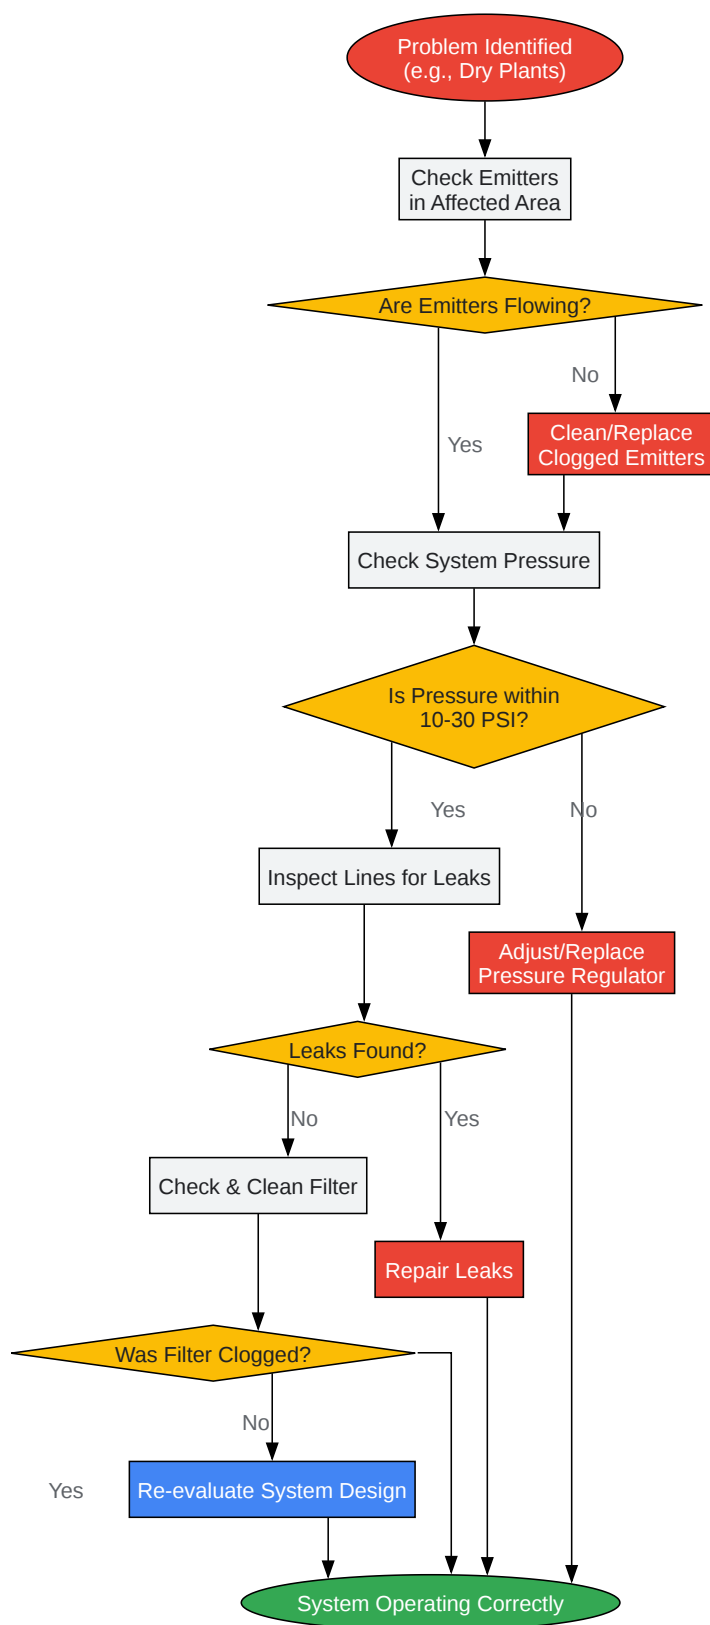 Problem Identified
(e.g., Dry Plants)
Check Emitters
in Affected Area
Are Emitters Flowing?
No
Clean/Replace
Clogged Emitters
Yes
Check System Pressure
Is Pressure within
10-30 PSI?
Yes
No
Inspect Lines for Leaks
Adjust/Replace
Pressure Regulator
Leaks Found?
No
Yes
Check & Clean Filter
Repair Leaks
Was Filter Clogged?
No
Yes
Re-evaluate System Design
System Operating Correctly